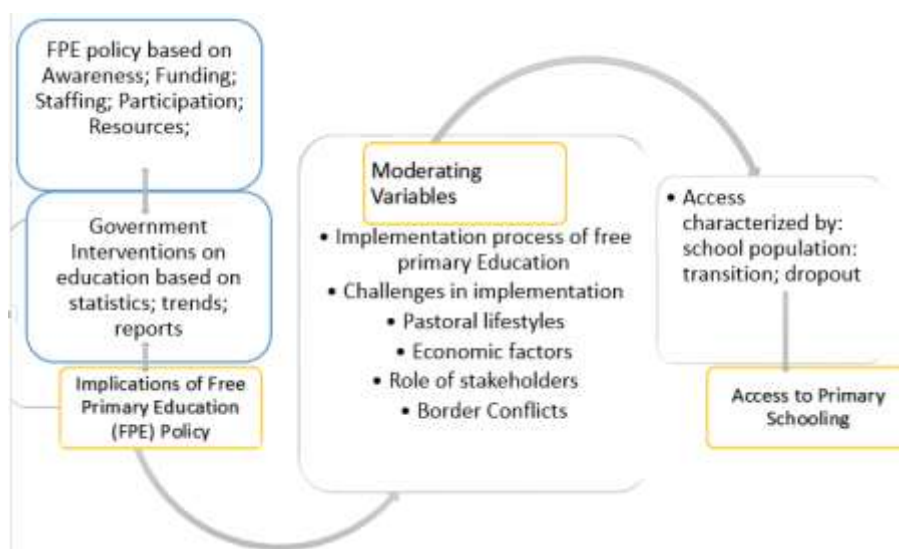 FPE policy based on
Awareness; Funding;
Staffing; Participation;
Resources;
Government
Interventions on
education based on
statistics; trends;
reports
Implications of Free
Primary Education
(FPE) Policy
Moderating
Variables
• Implementation process of free
primary Education
• Challenges in implementation
• Pastoral lifestyles
• Economic factors
• Role of stakeholders
• Border Conflicts
• Access
characterized by:
school population:
transition; dropout
Access to Primary
Schooling